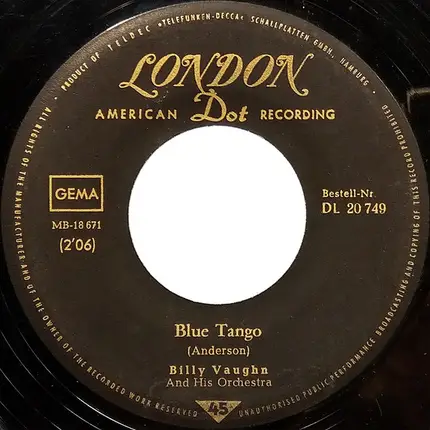 PRODUCT OF TELDEC »TELEFUNKEN-DECCA« SCHALLPLATTEN GMBH., HAMBURG
LONDON
AMERICAN Dot RECORDING
GEMA
MB-18 671
(2'06)
Bestell-Nr.
DL 20 749
Blue Tango
(Anderson)
Billy Vaughn
And His Orchestra
45
ALL RIGHTS OF THE MANUFACTURER AND OF THE OWNER OF THE RECORDED WORK RESERVED
UNAUTHORISED PUBLIC PERFORMANCE BROADCASTING AND COPYING OF THIS RECORD PROHIBITED